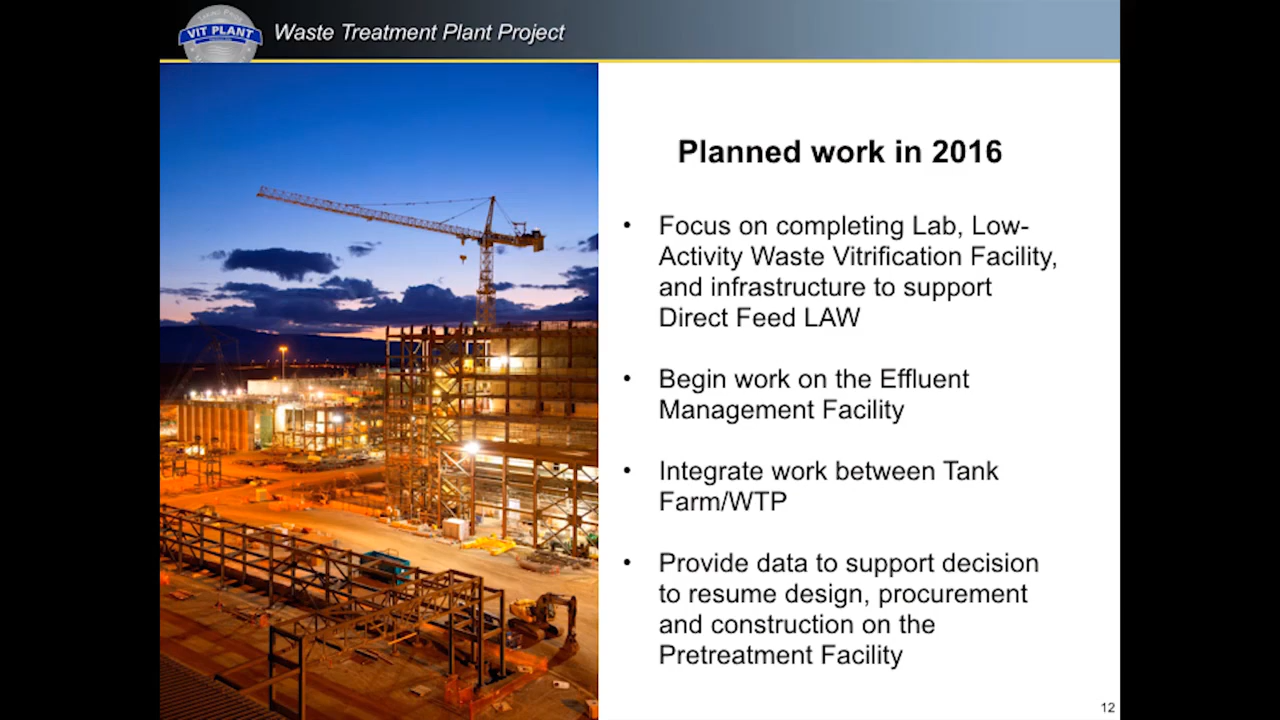 VIT PLANT
Waste Treatment Plant Project
Planned work in 2016
• Focus on completing Lab, Low-
Activity Waste Vitrification Facility,
and infrastructure to support
Direct Feed LAW
• Begin work on the Effluent
Management Facility
• Integrate work between Tank
Farm/WTP
• Provide data to support decision
to resume design, procurement
and construction on the
Pretreatment Facility
12